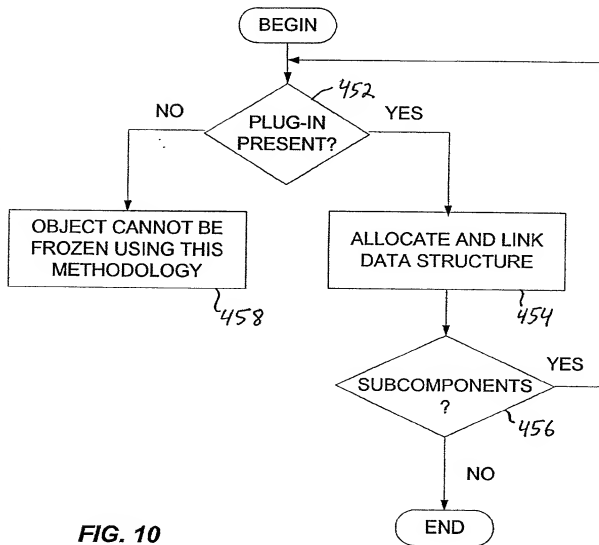 BEGIN
452
NO
PLUG-IN
PRESENT?
YES
OBJECT CANNOT BE
FROZEN USING THIS
METHODOLOGY
458
ALLOCATE AND LINK
DATA STRUCTURE
454
SUBCOMPONENTS
?
YES
456
NO
END
FIG. 10